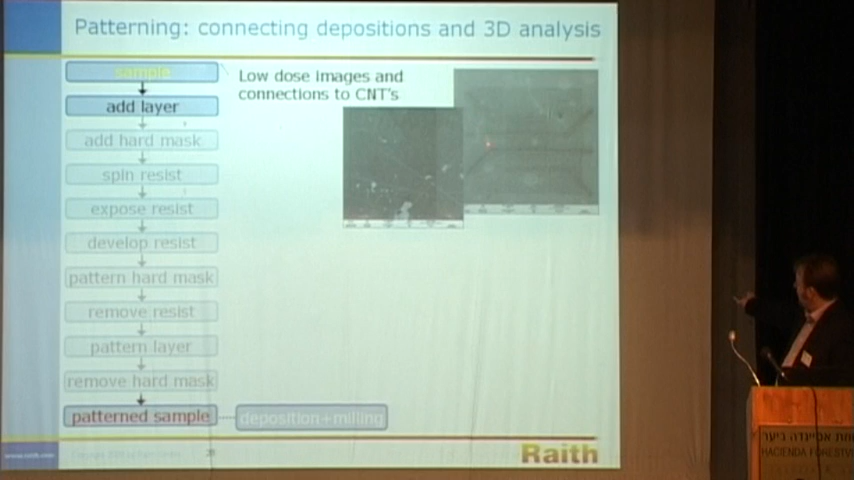 Patterning: connecting depositions and 3D analysis
sample
Low dose images and
connections to CNT's
add layer
add hard mask
spin resist
expose resist
develop resist
pattern hard mask
remove resist
pattern layer
remove hard mask
patterned sample
deposition+milling
Raith
HACIENDA FOREST